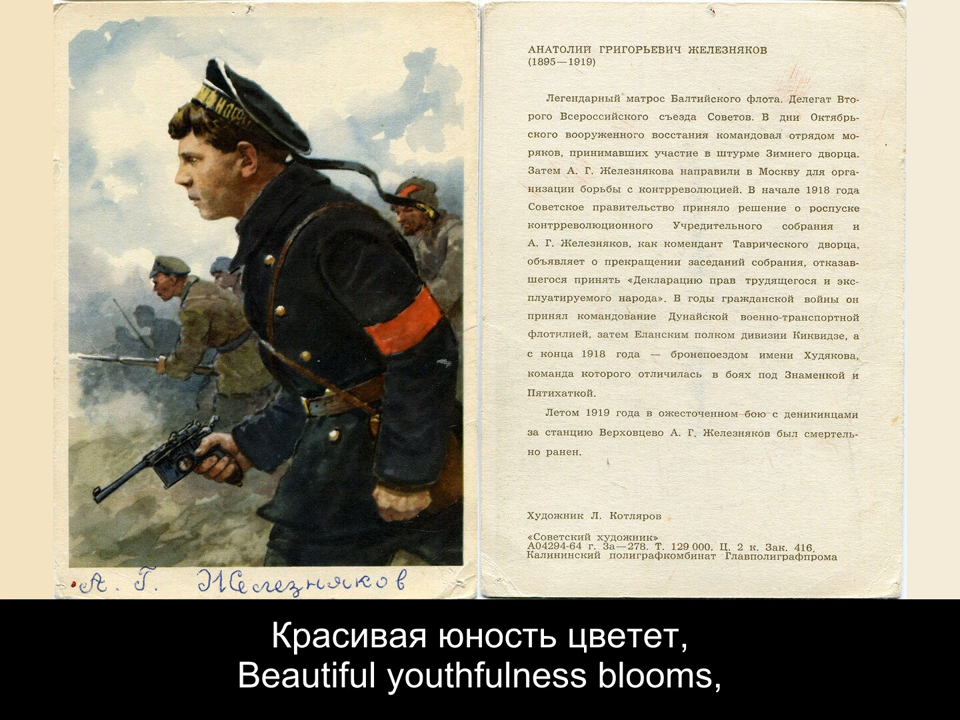 АНАТОЛИЙ ГРИГОРЬЕВИЧ ЖЕЛЕЗНЯКОВ
(1895—1919)
Легендарный матрос Балтийского флота. Делегат Вто-
рого Всероссийского съезда Советов. В дни Октябрь-
ского вооруженного восстания командовал отрядом мо-
ряков, принимавших участие в штурме Зимнего дворца.
Затем А. Г. Железнякова направили в Москву для орга-
низации борьбы с контрреволюцией. В начале 1918 года
Советское правительство приняло решение о роспуске
контрреволюционного Учредительного собрания и
А. Г. Железняков, как комендант Таврического дворца,
объявляет о прекращении заседаний собрания, отказав-
шегося принять «Декларацию прав трудящегося и экс-
плуатируемого народа». В годы гражданской войны он
принял командование Дунайской военно-транспортной
флотилией, затем Еланским полком дивизии Киквидзе, а
с конца 1918 года — бронепоездом имени Худякова,
команда которого отличилась в боях под Знаменкой и
Пятихаткой.
Летом 1919 года в ожесточенном бою с деникинцами
за станцию Верховцево А. Г. Железняков был смертель-
но ранен.
Художник Л. Котляров
«Советский художник»
А04294-64 г. За—278. Т. 129 000. Ц. 2 к. Зак. 416.
Калининский полиграфкомбинат Главполиграфпрома
А. Г. Железняков
Красивая юность цветет,
Beautiful youthfulness blooms,